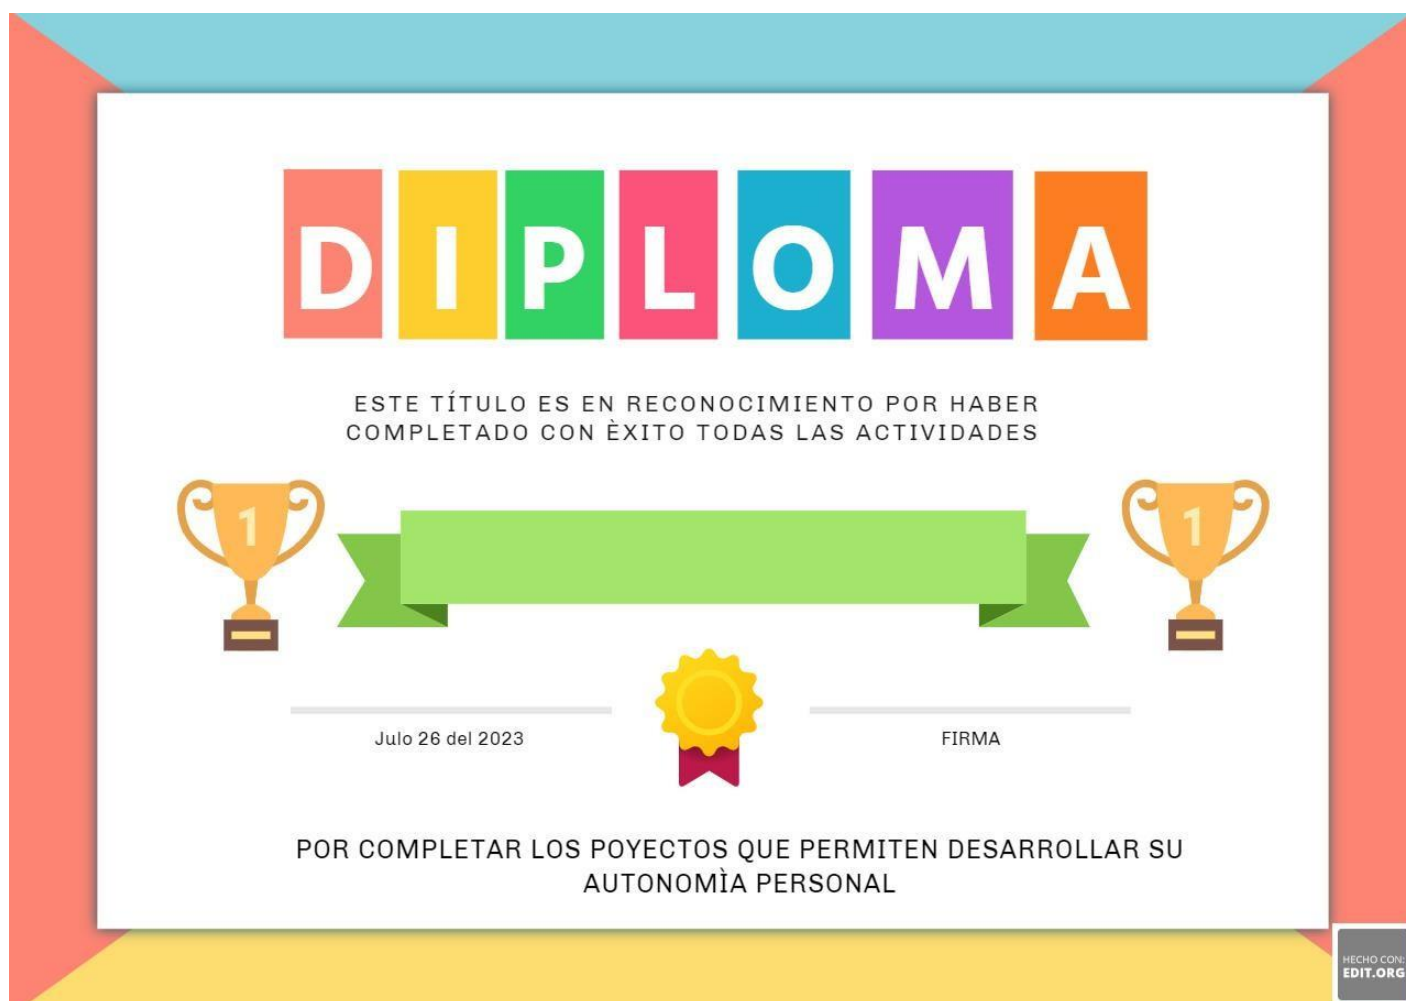 DIPLOMA
ESTE TÍTULO ES EN RECONOCIMIENTO POR HABER
COMPLETADO CON ÈXITO TODAS LAS ACTIVIDADES
1
1
Julo 26 del 2023
FIRMA
POR COMPLETAR LOS POYECTOS QUE PERMITEN DESARROLLAR SU
AUTONOMÌA PERSONAL
HECHO CON:
EDIT.ORG